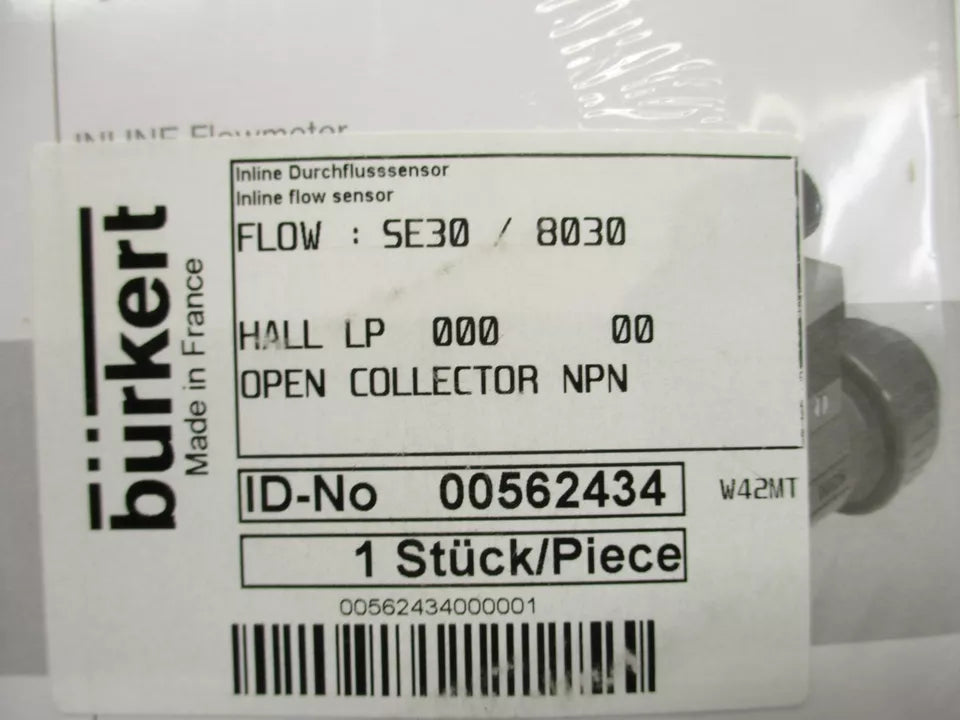 INLINE Flowmeter
bürkert
Made in France
Inline Durchflusssensor
Inline flow sensor
FLOW : SE30 / 8030
HALL LP 000 00
OPEN COLLECTOR NPN
ID-No 00562434
W42MT
1 Stück/Piece
00562434000001